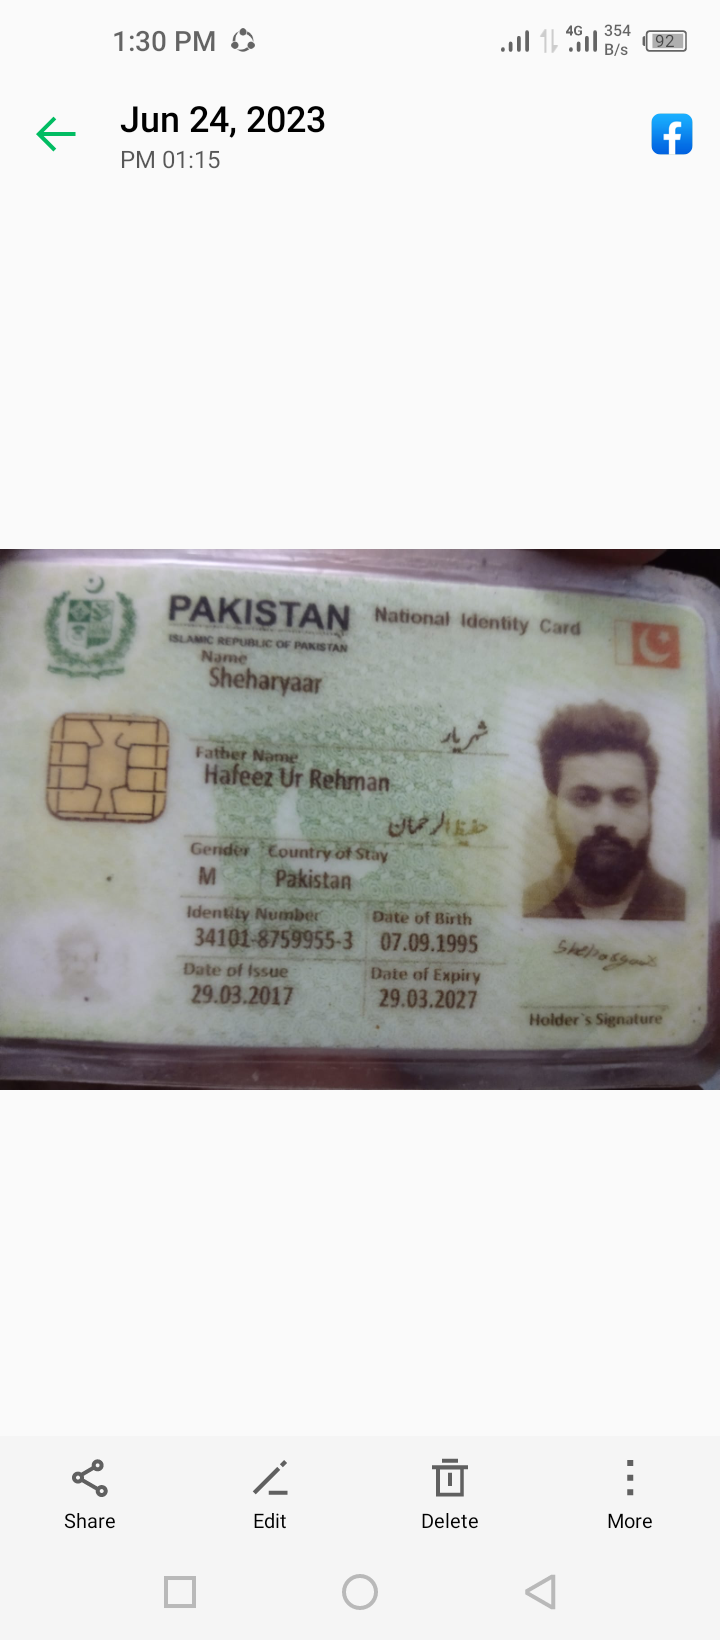 1:30 PM
4G 354 B/s 92
Jun 24, 2023
PM 01:15
PAKISTAN National Identity Card
ISLAMIC REPUBLIC OF PAKISTAN
Name
Sheharyaar
شہریار
Father Name
Hafeez Ur Rehman
حفیظ الرحمان
Gender Country of Stay
M Pakistan
Identity Number Date of Birth
34101-8759955-3 07.09.1995
Date of Issue Date of Expiry
29.03.2017 29.03.2027
Holder's Signature
Share Edit Delete More